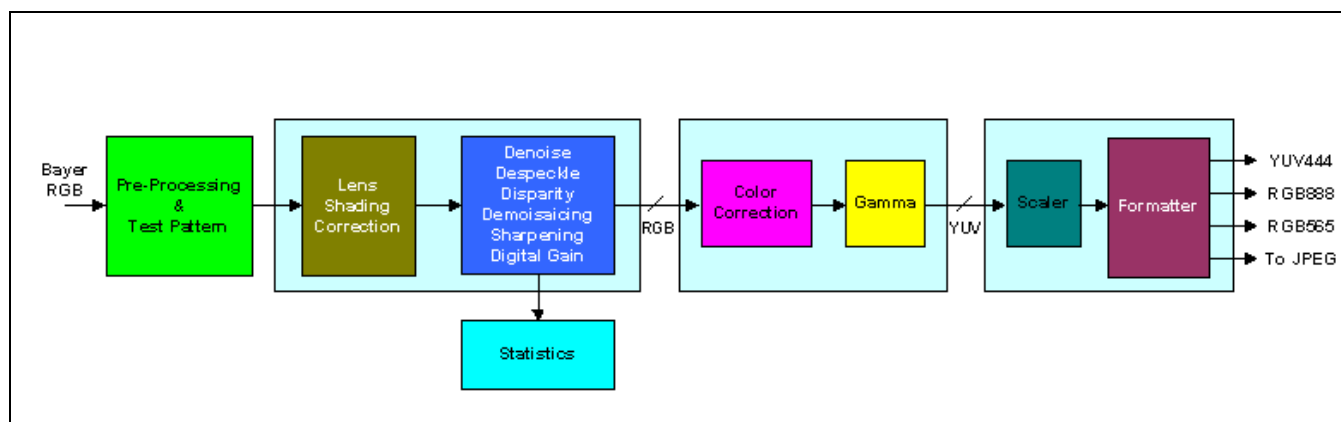 Bayer
RGB
Pre-Processing
&
Test Pattern
Lens
Shading
Correction
Denoise
Despeckle
Disparity
Demoisaicing
Sharpening
Digital Gain
Statistics
RGB
Color
Correction
Gamma
YUV
Scaler
Formatter
YUV444
RGB888
RGB565
To JPEG